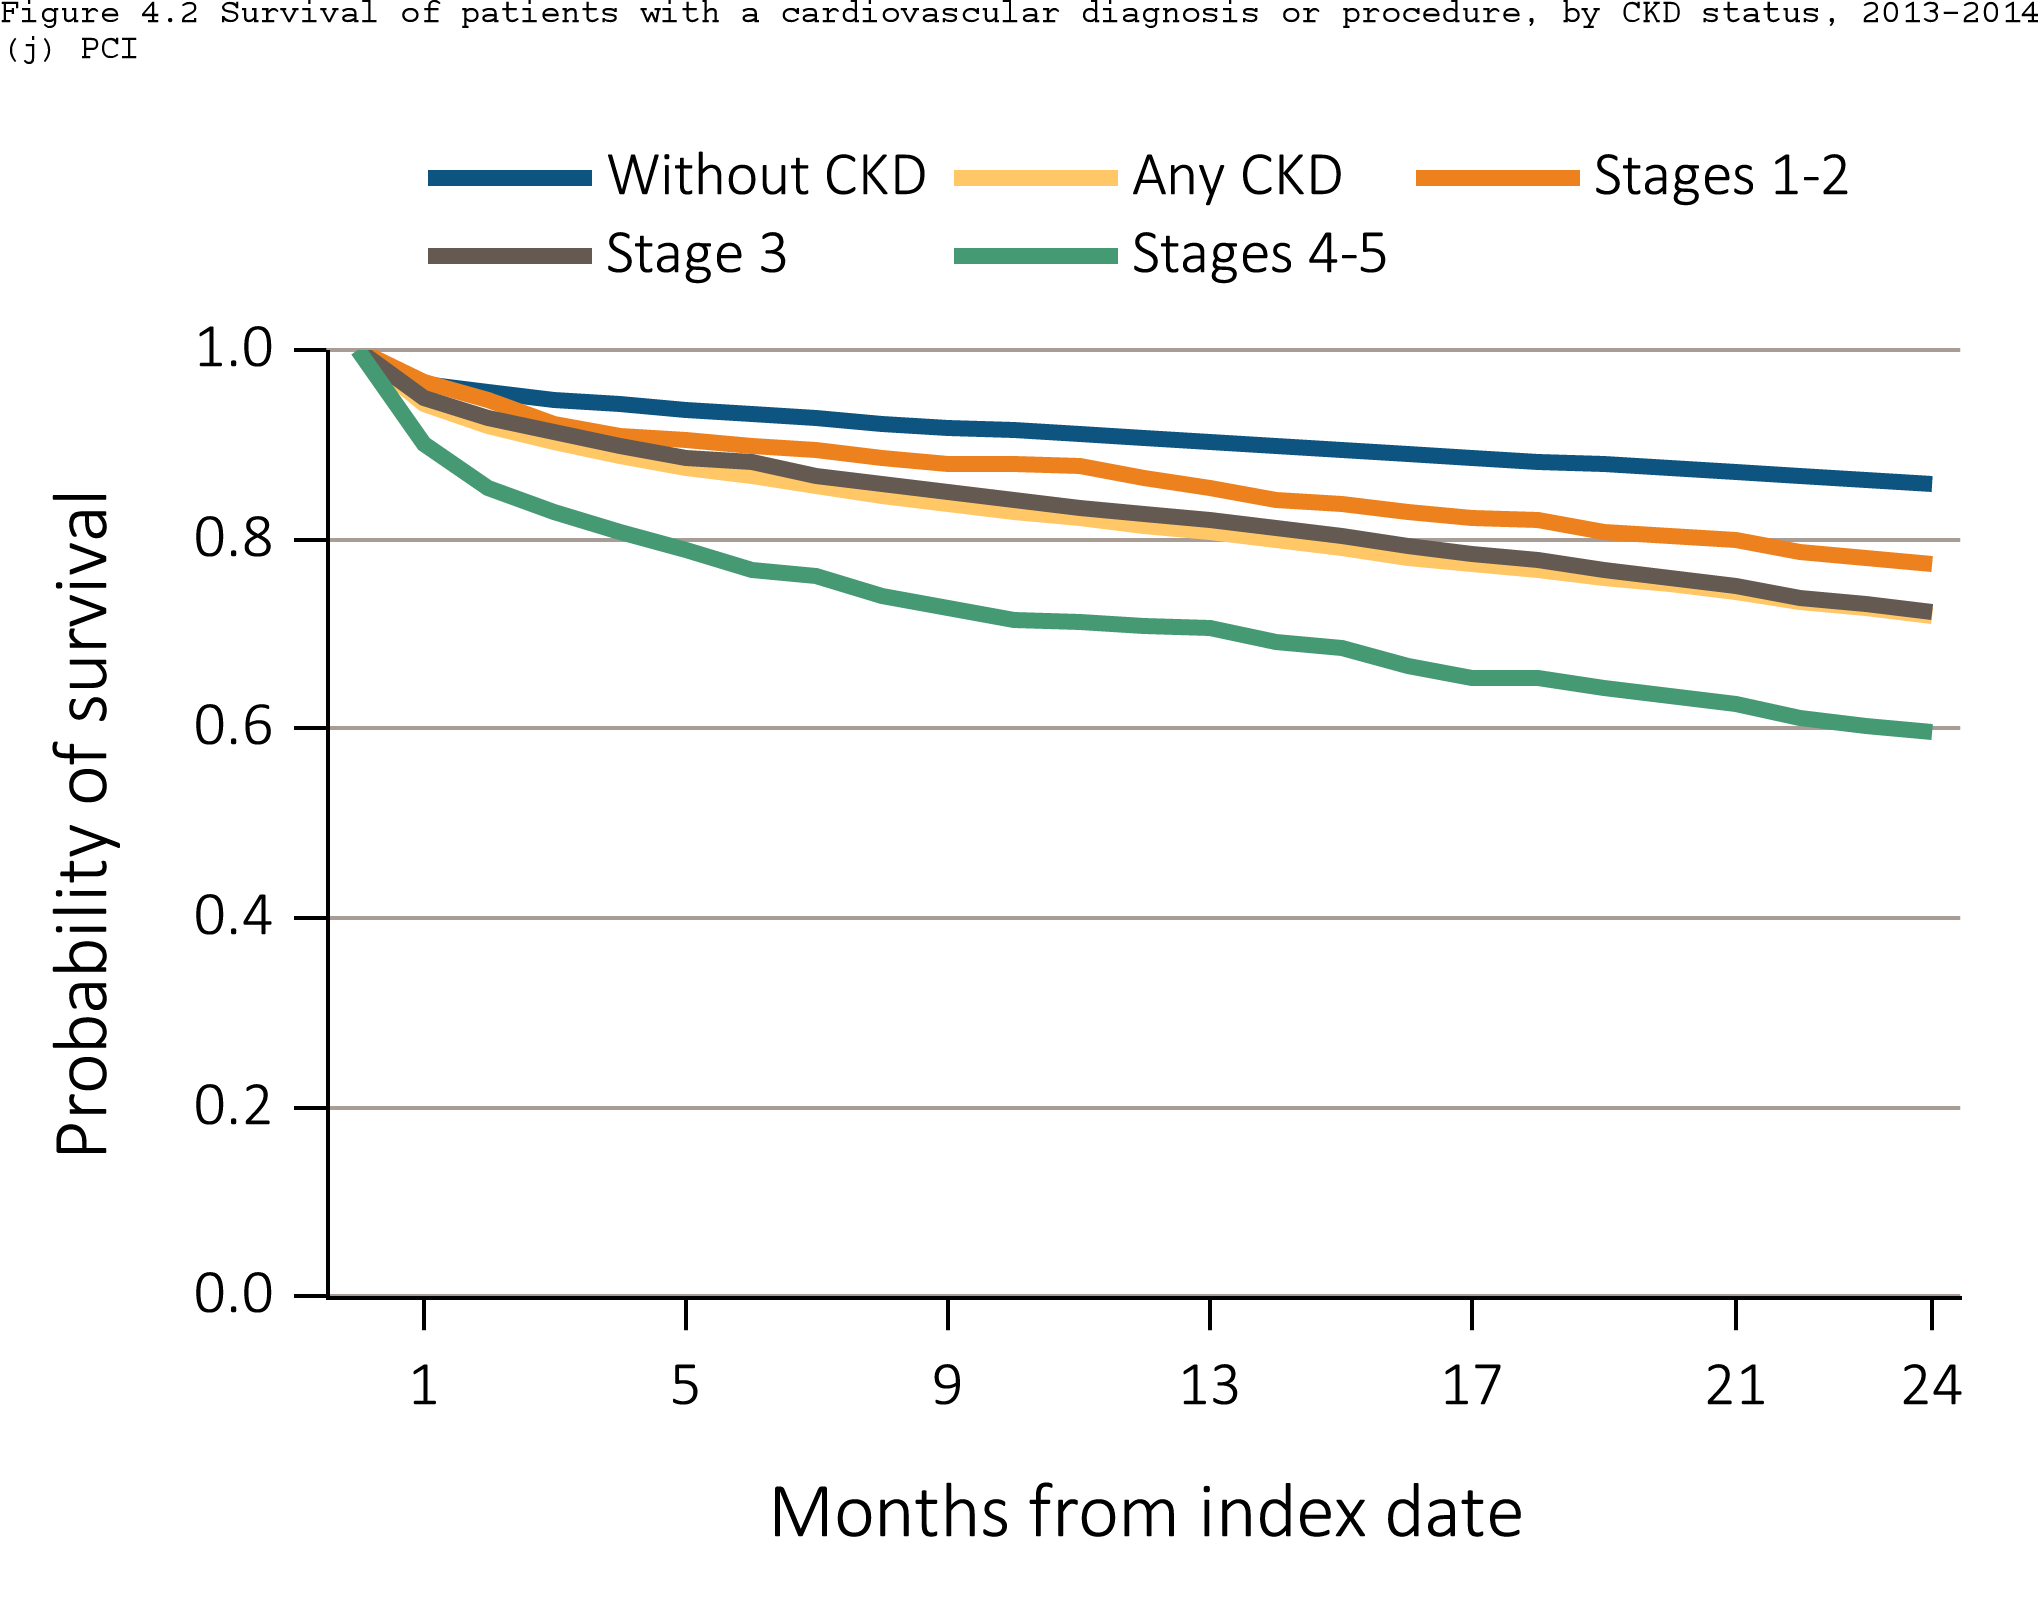 Figure 4.2 Survival of patients with a cardiovascular diagnosis or procedure, by CKD status, 2013-2014
(j) PCI
Without CKD Any CKD Stages 1-2
Stage 3 Stages 4-5
Probability of survival
1.0
0.8
0.6
0.4
0.2
0.0
1 5 9 13 17 21 24
Months from index date